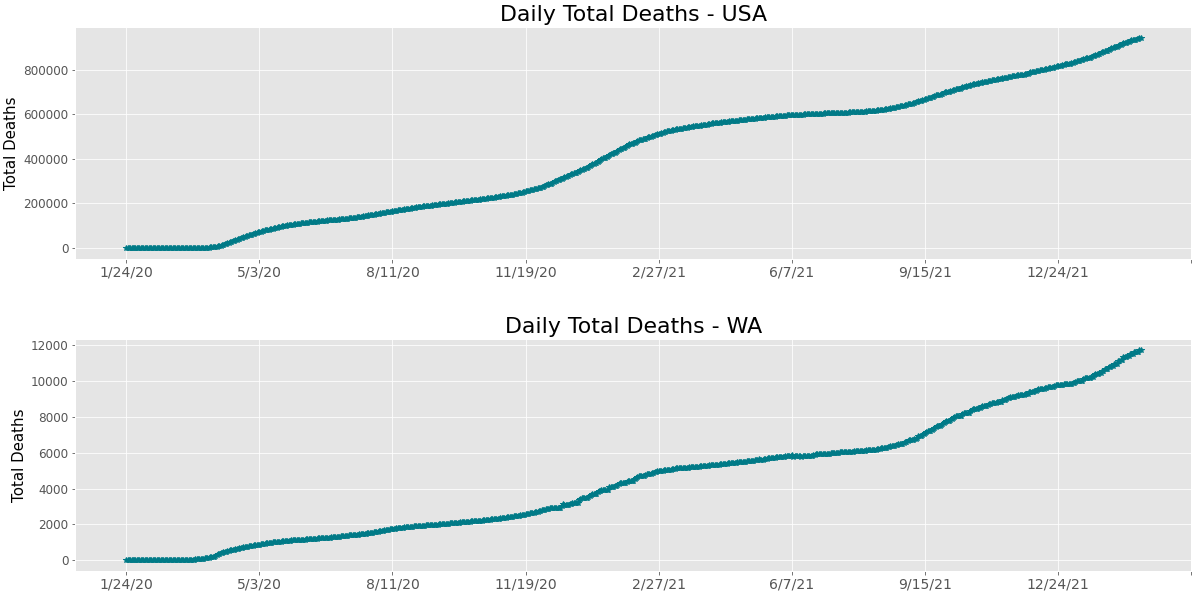 Daily Total Deaths - USA
Total Deaths
800000
600000
400000
200000
0
1/24/20 5/3/20 8/11/20 11/19/20 2/27/21 6/7/21 9/15/21 12/24/21
Daily Total Deaths - WA
Total Deaths
12000
10000
8000
6000
4000
2000
0
1/24/20 5/3/20 8/11/20 11/19/20 2/27/21 6/7/21 9/15/21 12/24/21